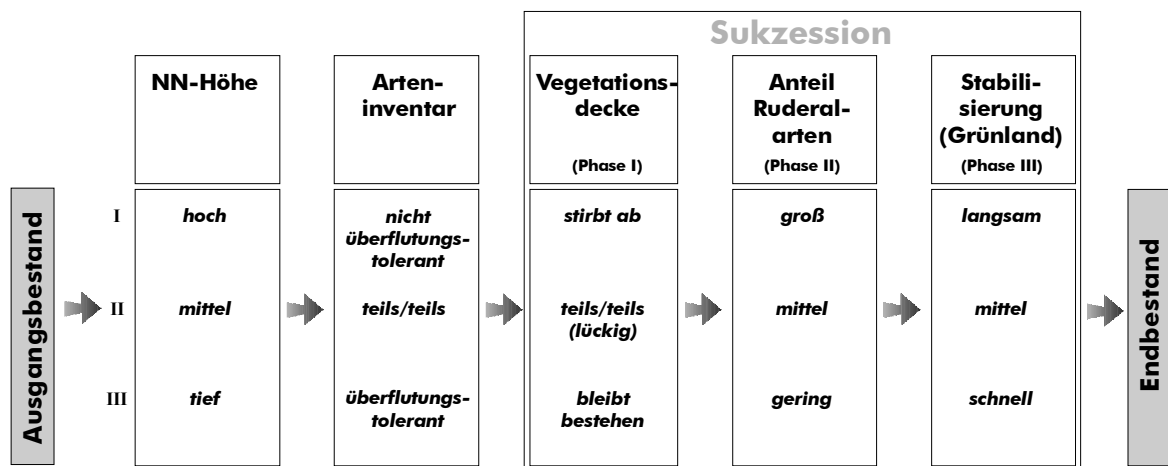 Sukzession
NN-Höhe
Arten-
inventar
Vegetations-
decke
(Phase I)
Anteil
Ruderal-
arten
(Phase II)
Stabili-
sierung
(Grünland)
(Phase III)
Ausgangsbestand
I
hoch
nicht
überflutungs-
tolerant
stirbt ab
groß
langsam
II
mittel
teils/teils
teils/teils
(lückig)
mittel
mittel
III
tief
überflutungs-
tolerant
bleibt
bestehen
gering
schnell
Endbestand